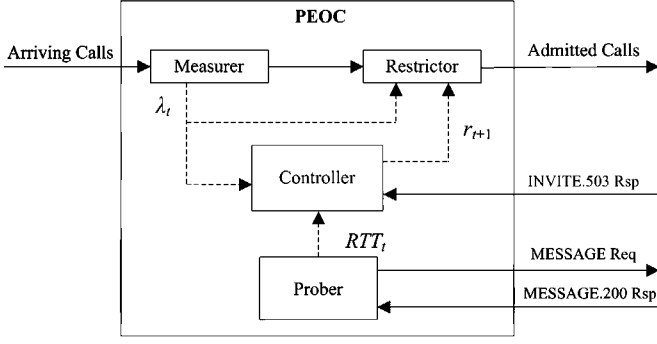 PEOC
Arriving Calls
Measurer
Restrictor
Admitted Calls
λt
rt+1
Controller
INVITE.503 Rsp
RTTt
MESSAGE Req
Prober
MESSAGE.200 Rsp